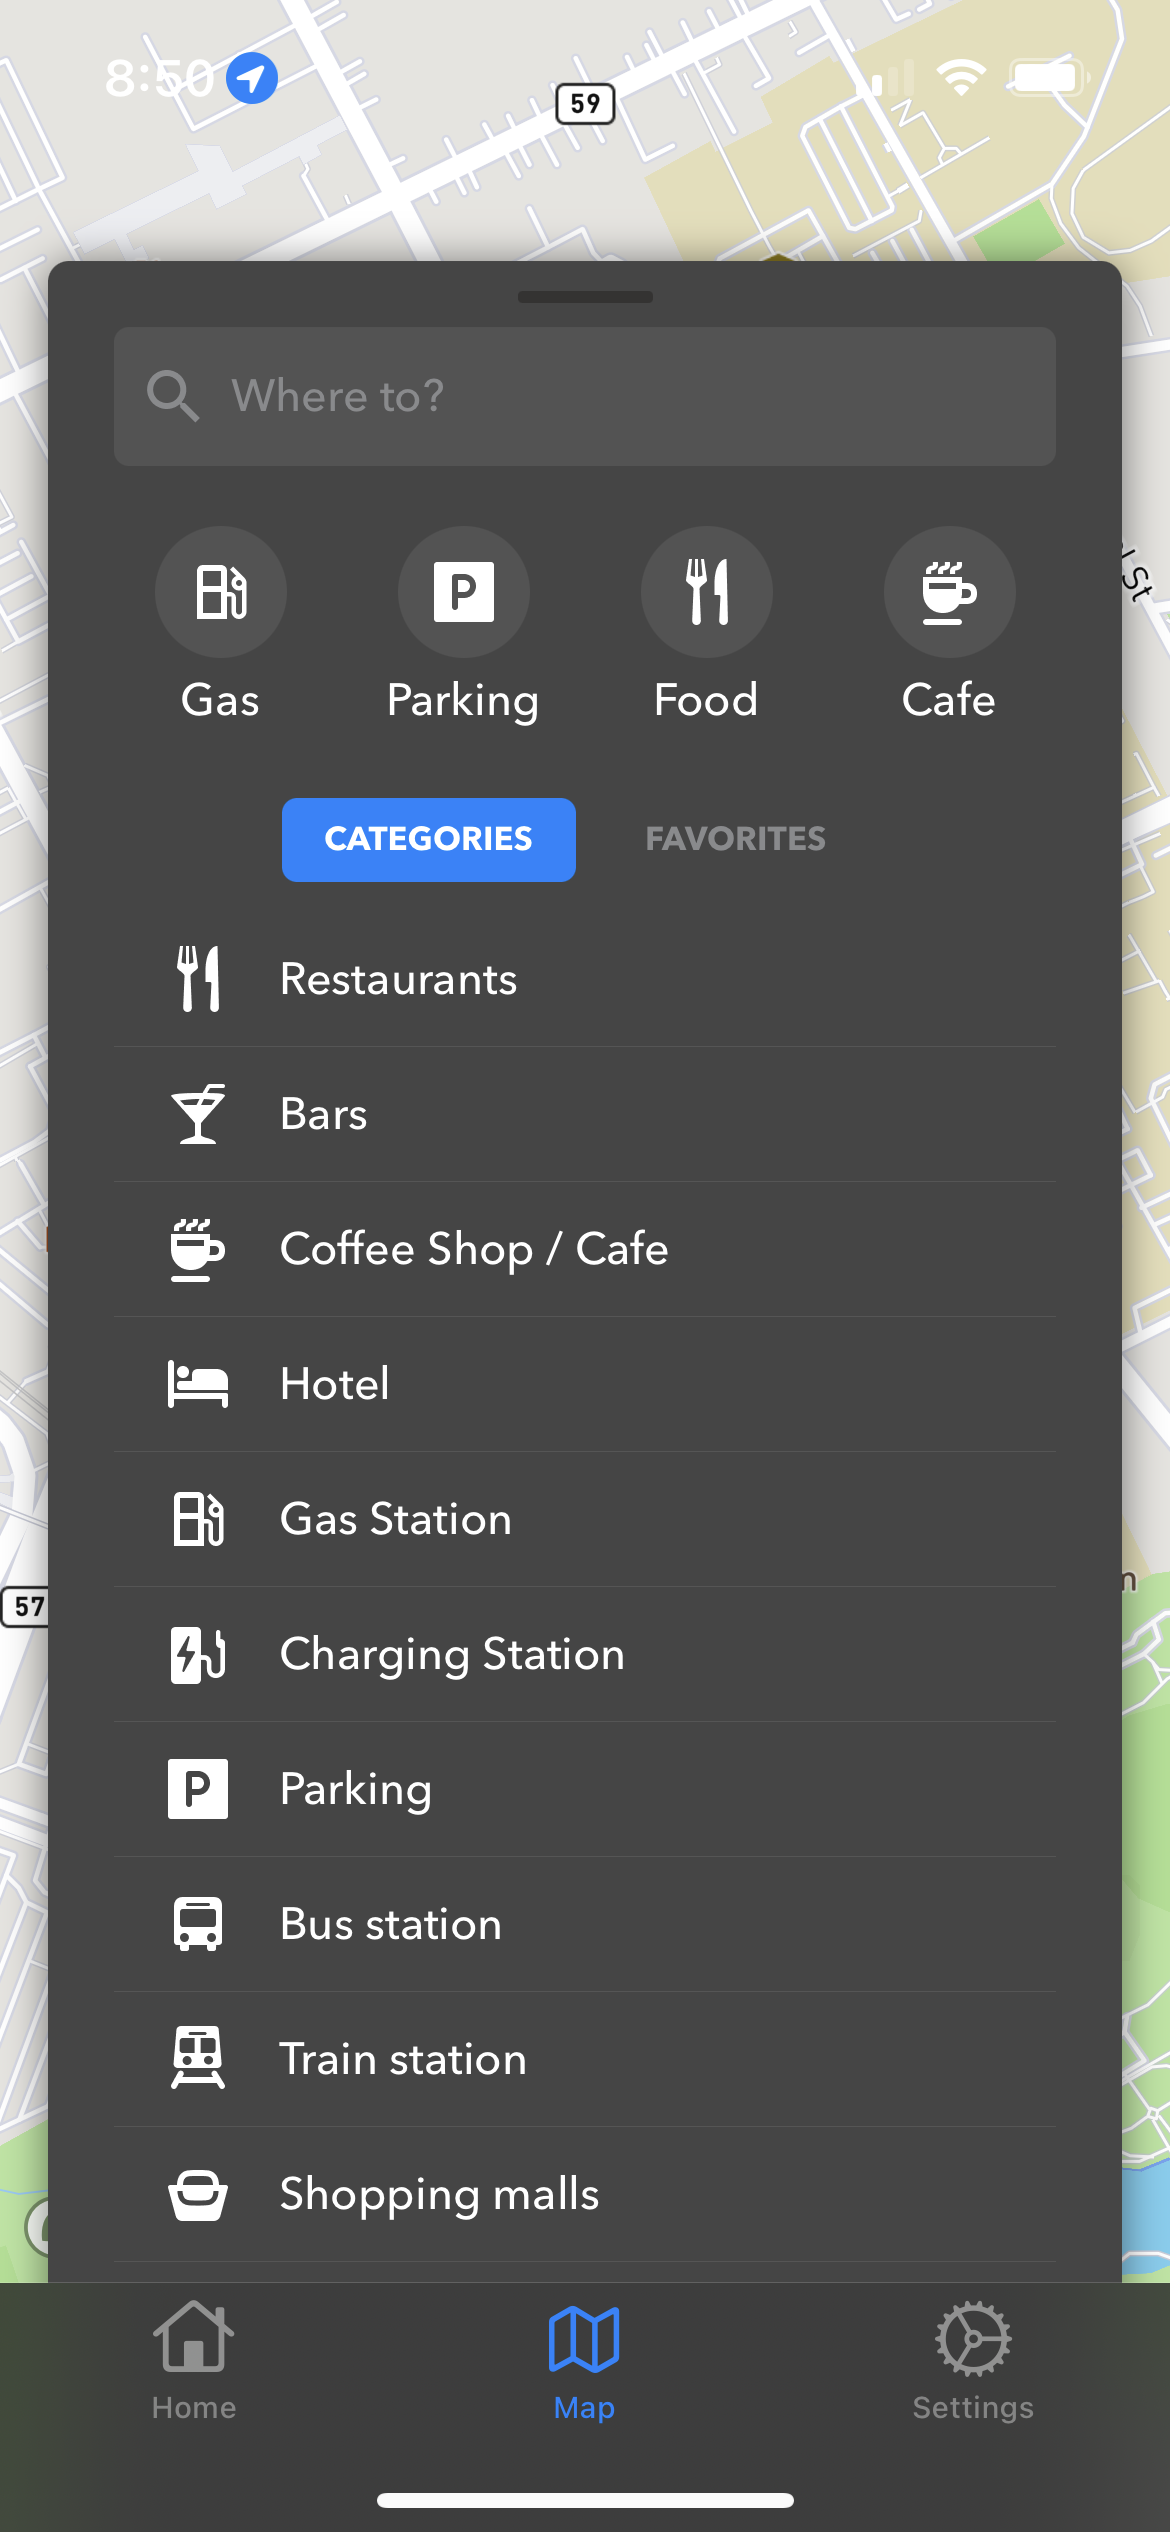 8:50
59
Where to?
St
Gas
Parking
Food
Cafe
CATEGORIES
FAVORITES
Restaurants
Bars
Coffee Shop / Cafe
Hotel
Gas Station
57
Charging Station
Parking
Bus station
Train station
Shopping malls
Home
Map
Settings